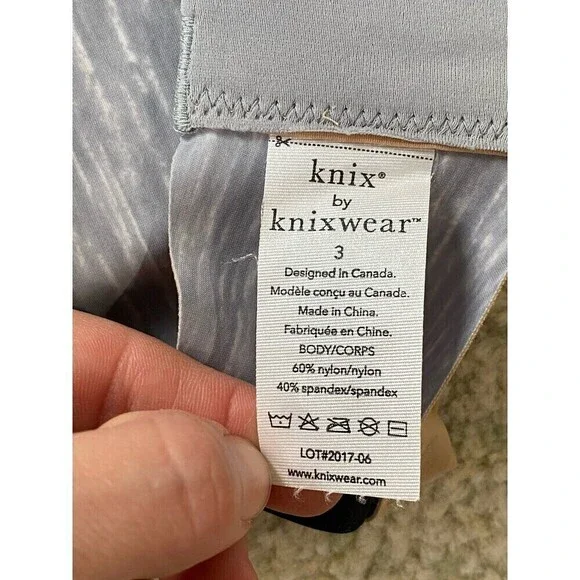 knix®
by
knixwear™
3
Designed in Canada.
Modèle conçu au Canada.
Made in China.
Fabriquée en Chine.
BODY/CORPS
60% nylon/nylon
40% spandex/spandex
LOT#2017-06
www.knixwear.com